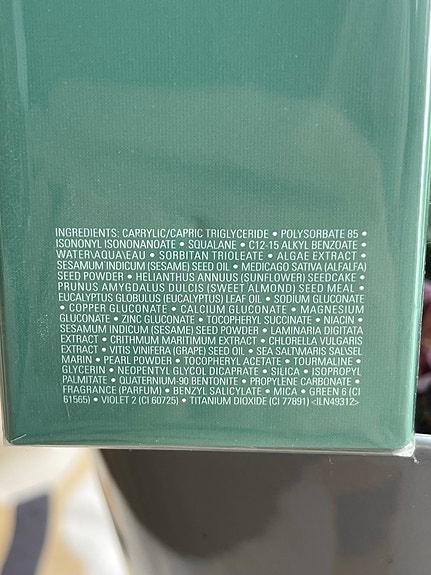 INGREDIENTS: CAPRYLIC/CAPRIC TRIGLYCERIDE • POLYSORBATE 85 •
ISONONYL ISONONANOATE • SQUALANE • C12-15 ALKYL BENZOATE •
WATER\AQUA\EAU • SORBITAN TRIOLEATE • ALGAE EXTRACT •
SESAMUM INDICUM (SESAME) SEED OIL • MEDICAGO SATIVA (ALFALFA)
SEED POWDER • HELIANTHUS ANNUUS (SUNFLOWER) SEEDCAKE •
PRUNUS AMYGDALUS DULCIS (SWEET ALMOND) SEED MEAL •
EUCALYPTUS GLOBULUS (EUCALYPTUS) LEAF OIL • SODIUM GLUCONATE
• COPPER GLUCONATE • CALCIUM GLUCONATE • MAGNESIUM
GLUCONATE • ZINC GLUCONATE • TOCOPHERYL SUCCINATE • NIACIN •
SESAMUM INDICUM (SESAME) SEED POWDER • LAMINARIA DIGITATA
EXTRACT • CRITHMUM MARITIMUM EXTRACT • CHLORELLA VULGARIS
EXTRACT • VITIS VINIFERA (GRAPE) SEED OIL • SEA SALT\MARIS SAL\SEL
MARIN • PEARL POWDER • TOCOPHERYL ACETATE • TOURMALINE •
GLYCERIN • NEOPENTYL GLYCOL DICAPRATE • SILICA • ISOPROPYL
PALMITATE • QUATERNIUM-90 BENTONITE • PROPYLENE CARBONATE •
FRAGRANCE (PARFUM) • BENZYL SALICYLATE • MICA • GREEN 6 (CI
61565) • VIOLET 2 (CI 60725) • TITANIUM DIOXIDE (CI 77891) <ILN49312>